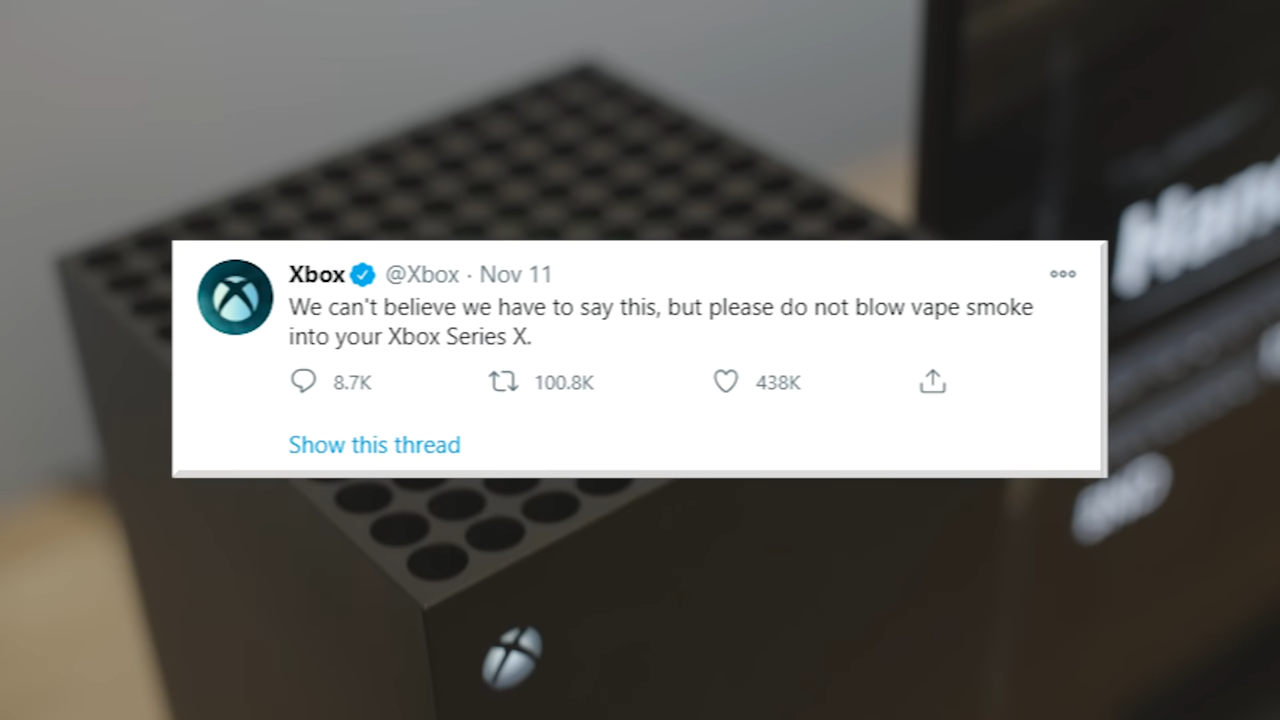 Xbox @Xbox · Nov 11
We can't believe we have to say this, but please do not blow vape smoke
into your Xbox Series X.
8.7K 100.8K 438K
Show this thread